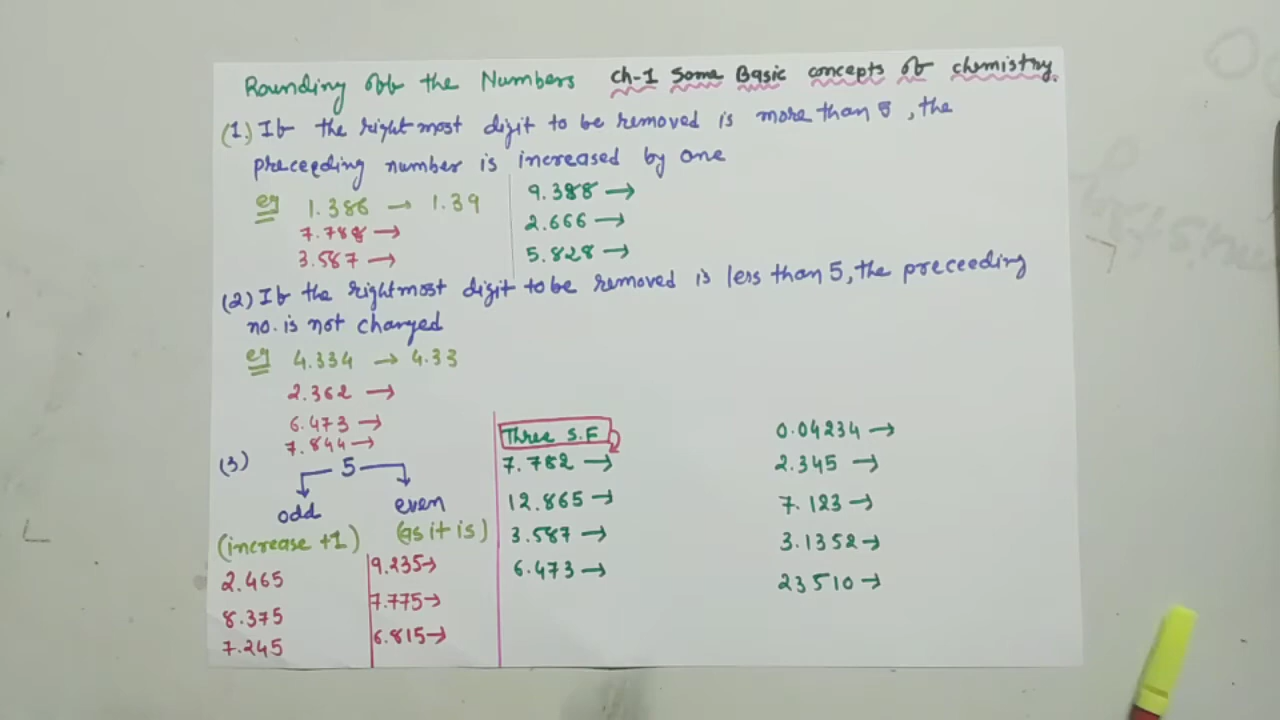 Rounding off the Numbers Ch-1 Some Basic concepts of chemistry.
(1.) If the right most digit to be removed is more than 5, the
preceeding number is increased by one
eg 1.386 → 1.39
7.788 →
3.587 →
9.388 →
2.666 →
5.828 →
(2) If the rightmost digit to be removed is less than 5, the preceeding
no. is not changed
eg 4.334 → 4.33
2.362 →
6.473 →
7.844 →
(3) 5
odd even
(increase +1) (as it is)
2.465
8.375
7.245
9.235→
7.775→
6.815→
Three S.F
7.782 →
12.865 →
3.587 →
6.473 →
0.04234 →
2.345 →
7.123 →
3.1352→
23510→